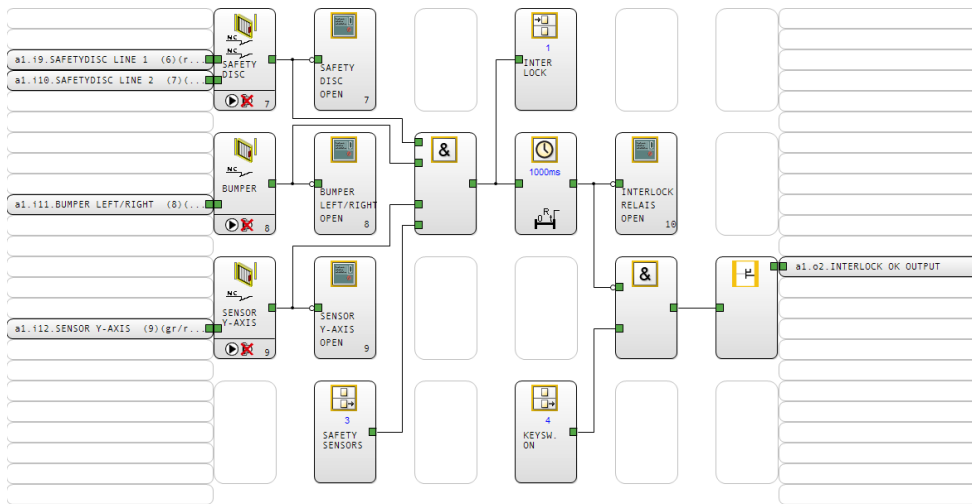 NC
NC
a1.i9.SAFETYDISC LINE 1 (6)(r...
SAFETY
DISC
a1.i10.SAFETYDISC LINE 2 (7)(...
7
SAFETY
DISC
OPEN 7
1
INTER
LOCK
NC
BUMPER
a1.i11.BUMPER LEFT/RIGHT (8)(...
8
BUMPER
LEFT/RIGHT
OPEN 8
&
1000ms
0 R
INTERLOCK
RELAIS
OPEN 10
NC
SENSOR
Y-AXIS
a1.i12.SENSOR Y-AXIS (9)(gr/r...
9
SENSOR
Y-AXIS
OPEN 9
&
a1.o2.INTERLOCK OK OUTPUT
3
SAFETY
SENSORS
4
KEYSW.
ON